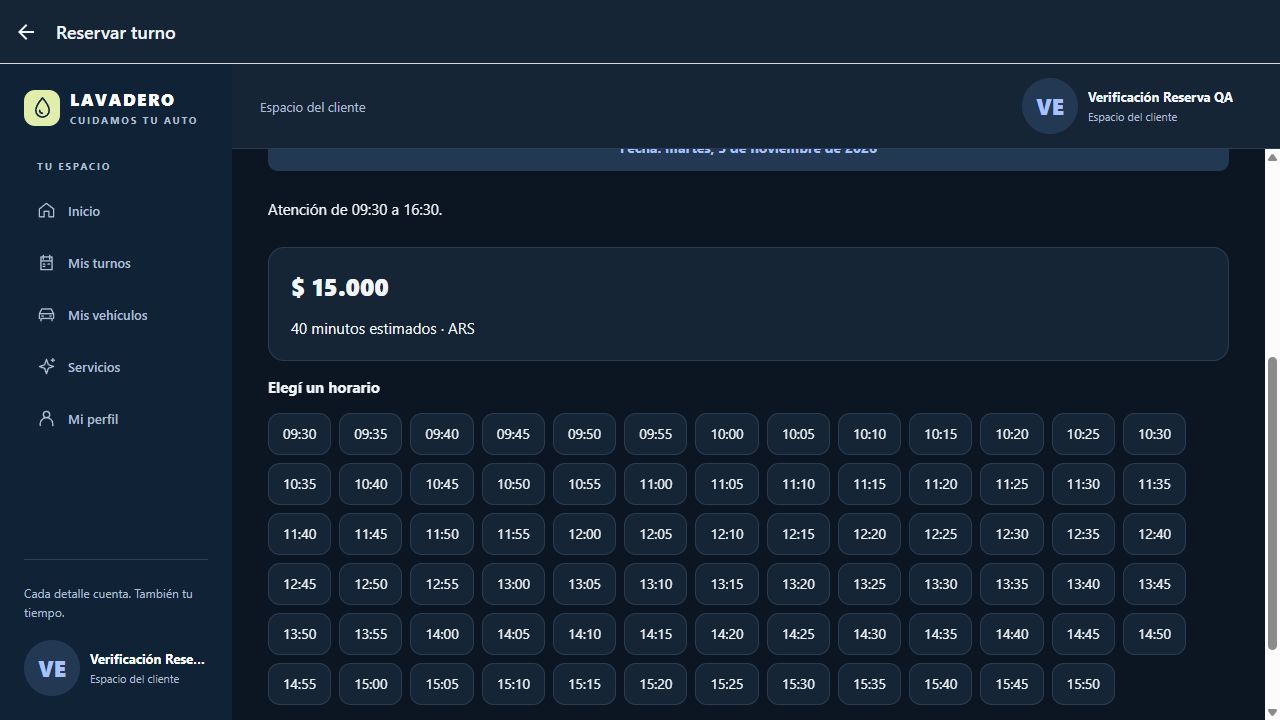 Reservar turno
LAVADERO
CUIDAMOS TU AUTO
TU ESPACIO
Inicio
Mis turnos
Mis vehículos
Servicios
Mi perfil
Cada detalle cuenta. También tu
tiempo.
VE
Verificación Rese...
Espacio del cliente
Espacio del cliente
VE
Verificación Reserva QA
Espacio del cliente
Fecha: martes, 3 de noviembre de 2026
Atención de 09:30 a 16:30.
$ 15.000
40 minutos estimados · ARS
Elegí un horario
09:30 09:35 09:40 09:45 09:50 09:55 10:00 10:05 10:10 10:15 10:20 10:25 10:30
10:35 10:40 10:45 10:50 10:55 11:00 11:05 11:10 11:15 11:20 11:25 11:30 11:35
11:40 11:45 11:50 11:55 12:00 12:05 12:10 12:15 12:20 12:25 12:30 12:35 12:40
12:45 12:50 12:55 13:00 13:05 13:10 13:15 13:20 13:25 13:30 13:35 13:40 13:45
13:50 13:55 14:00 14:05 14:10 14:15 14:20 14:25 14:30 14:35 14:40 14:45 14:50
14:55 15:00 15:05 15:10 15:15 15:20 15:25 15:30 15:35 15:40 15:45 15:50